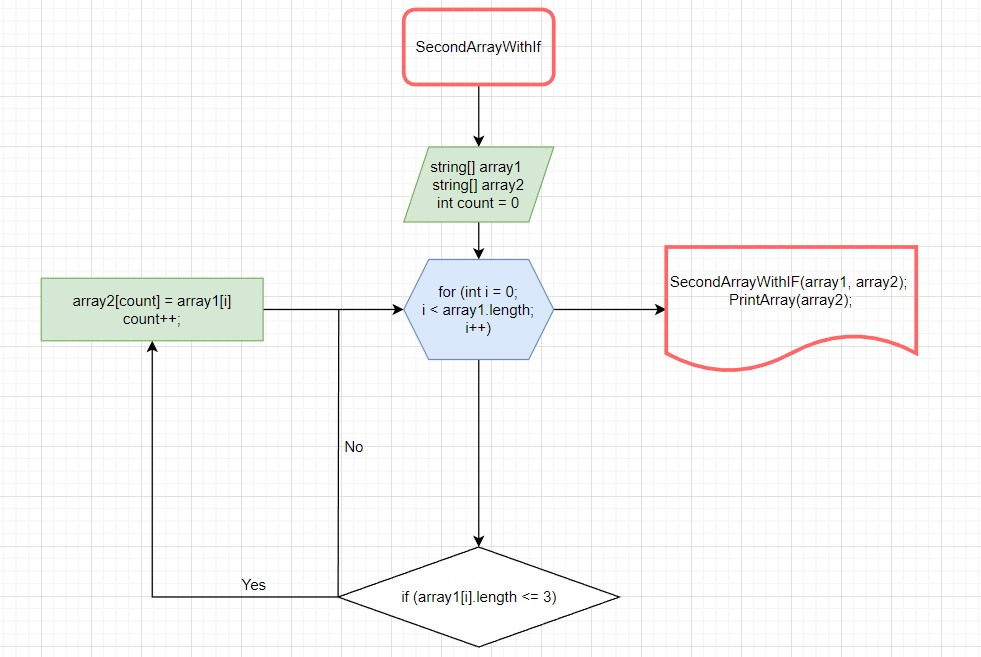 SecondArrayWithIf
string[] array1
string[] array2
int count = 0
for (int i = 0;
i < array1.length;
i++)
SecondArrayWithIF(array1, array2);
PrintArray(array2);
array2[count] = array1[i]
count++;
No
Yes
if (array1[i].length <= 3)